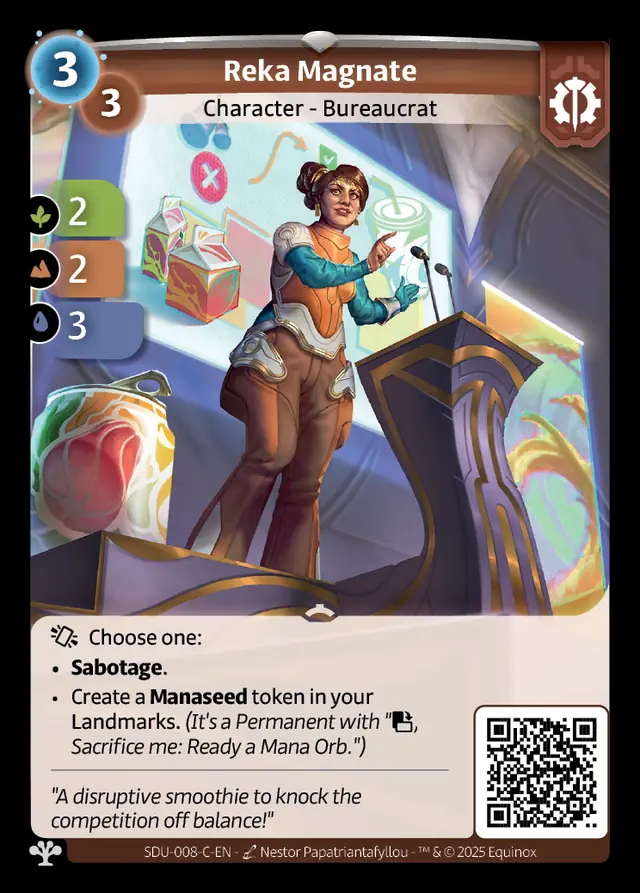 3
Reka Magnate
3
Character - Bureaucrat
2
2
3
Choose one:
• Sabotage.
• Create a Manaseed token in your
Landmarks. (It's a Permanent with ",
Sacrifice me: Ready a Mana Orb.")
"A disruptive smoothie to knock the
competition off balance!"
SDU-008-C-EN - Nestor Papatriantafyllou - ™ & © 2025 Equinox